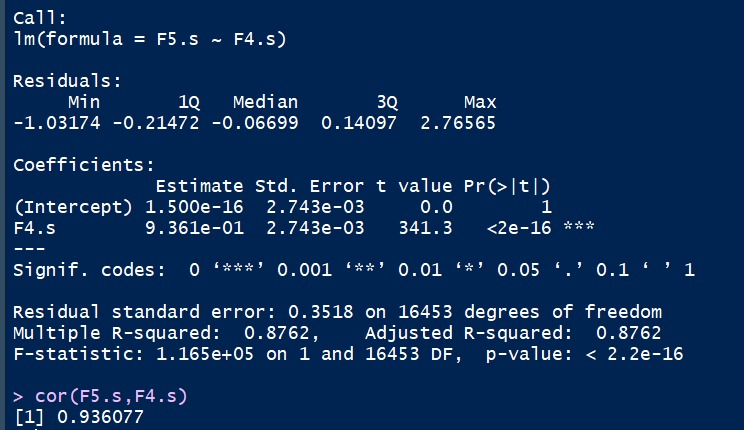 Call:
lm(formula = F5.s ~ F4.s)
Residuals:
Min 1Q Median 3Q Max
-1.03174 -0.21472 -0.06699 0.14097 2.76565
Coefficients:
Estimate Std. Error t value Pr(>|t|)
(Intercept) 1.500e-16 2.743e-03 0.0 1
F4.s 9.361e-01 2.743e-03 341.3 <2e-16 ***
---
Signif. codes: 0 ‘***’ 0.001 ‘**’ 0.01 ‘*’ 0.05 ‘.’ 0.1 ‘ ’ 1
Residual standard error: 0.3518 on 16453 degrees of freedom
Multiple R-squared: 0.8762, Adjusted R-squared: 0.8762
F-statistic: 1.165e+05 on 1 and 16453 DF, p-value: < 2.2e-16
> cor(F5.s,F4.s)
[1] 0.936077